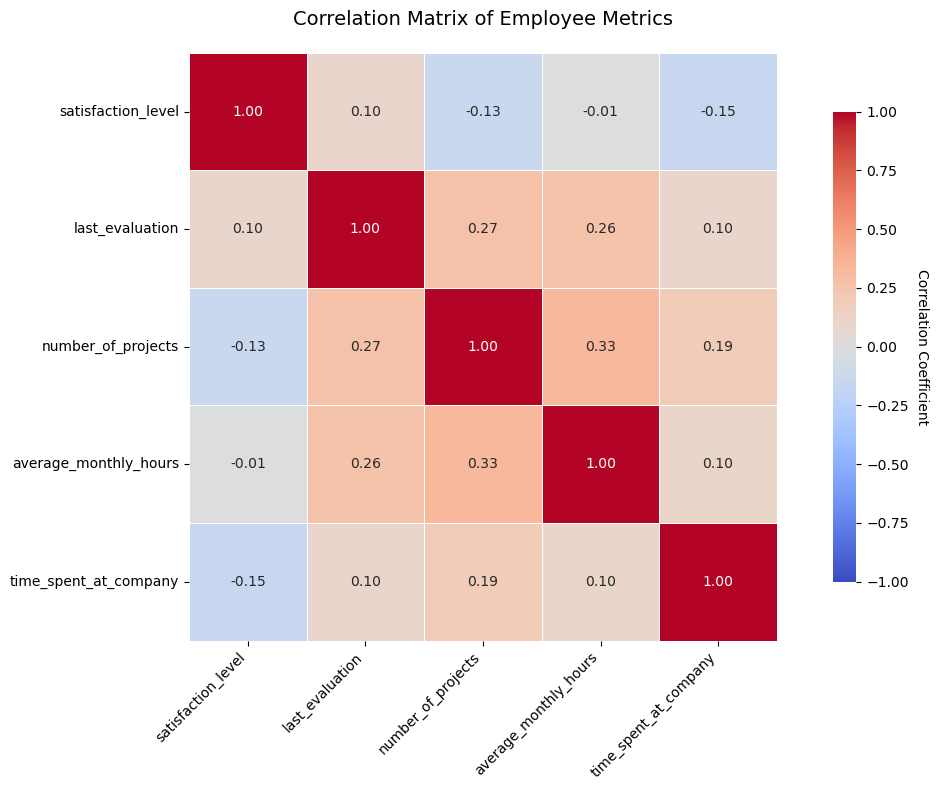 Correlation Matrix of Employee Metrics
satisfaction_level 1.00 0.10 -0.13 -0.01 -0.15
last_evaluation 0.10 1.00 0.27 0.26 0.10
number_of_projects -0.13 0.27 1.00 0.33 0.19
average_monthly_hours -0.01 0.26 0.33 1.00 0.10
time_spent_at_company -0.15 0.10 0.19 0.10 1.00
satisfaction_level
last_evaluation
number_of_projects
average_monthly_hours
time_spent_at_company
1.00
0.75
0.50
0.25
0.00
−0.25
−0.50
−0.75
−1.00
Correlation Coefficient